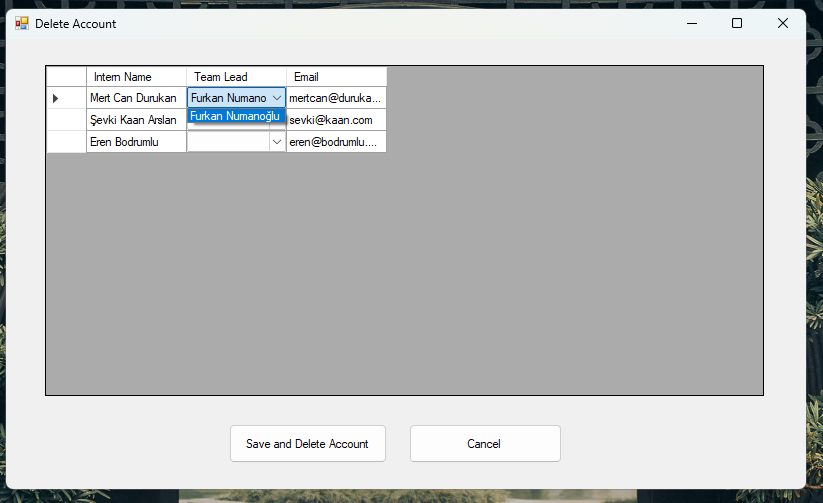 Delete Account
Intern Name Team Lead Email
Mert Can Durukan Furkan Numano mertcan@duruka...
Furkan Numanoğlu
Şevki Kaan Arslan sevki@kaan.com
Eren Bodrumlu eren@bodrumlu....
Save and Delete Account Cancel